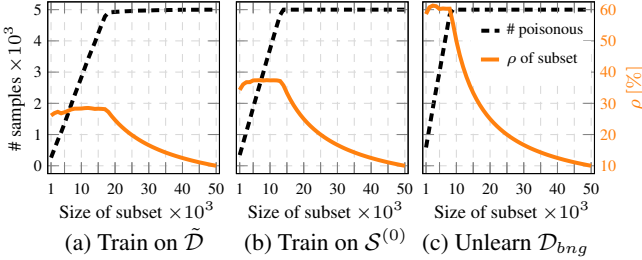 5
4
3
2
1
0
# samples ×10³
# poisonous
ρ of subset
60
50
40
30
20
10
ρ [%]
1 10 20 30 40 50
1 10 20 30 40 50
1 10 20 30 40 50
Size of subset ×10³
Size of subset ×10³
Size of subset ×10³
(a) Train on D̃
(b) Train on S⁽⁰⁾
(c) Unlearn D_bng